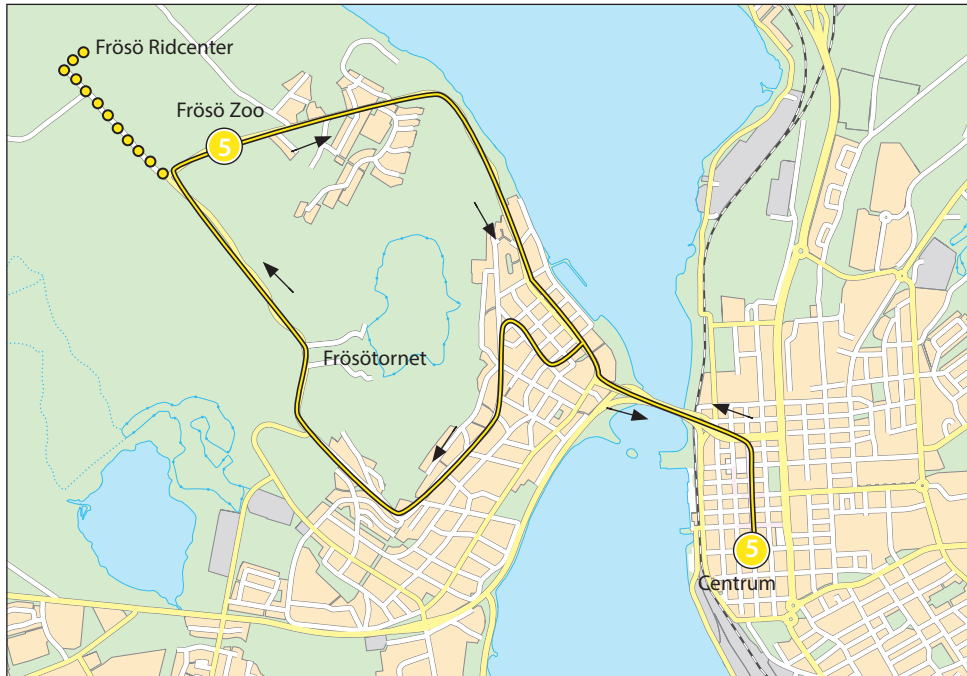 Frösö Ridcenter
Frösö Zoo
5
Frösötornet
5
Centrum